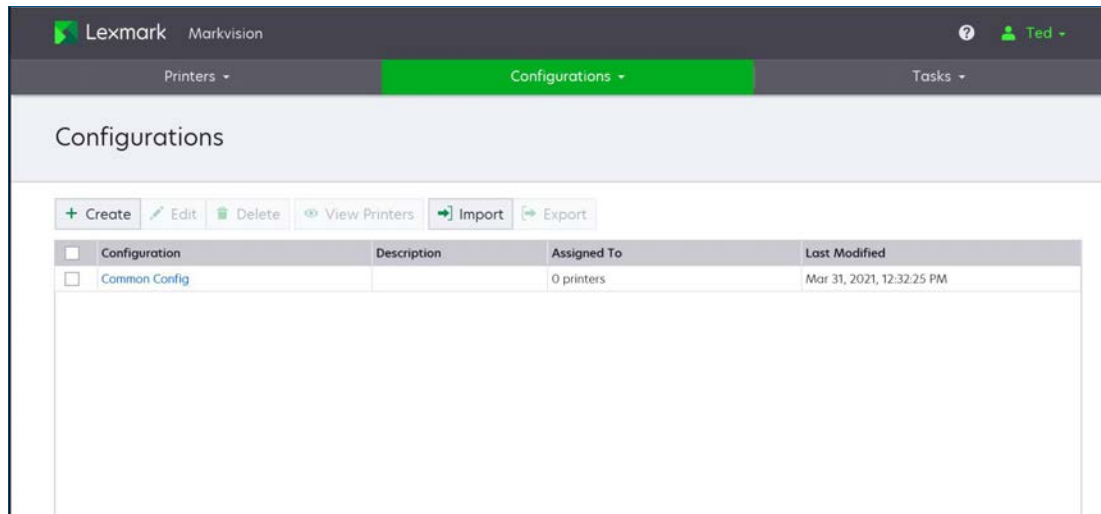 Lexmark Markvision ? Ted
Printers Configurations Tasks
Configurations
+ Create Edit Delete View Printers Import Export
Configuration Description Assigned To Last Modified
Common Config 0 printers Mar 31, 2021, 12:32:25 PM